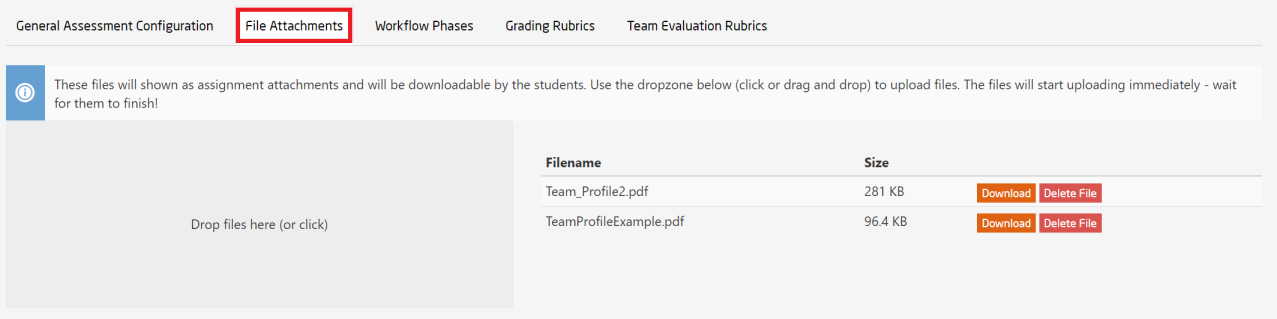 General Assessment Configuration File Attachments Workflow Phases Grading Rubrics Team Evaluation Rubrics
These files will shown as assignment attachments and will be downloadable by the students. Use the dropzone below (click or drag and drop) to upload files. The files will start uploading immediately - wait
for them to finish!
Drop files here (or click)
Filename Size
Team_Profile2.pdf 281 KB Download Delete File
TeamProfileExample.pdf 96.4 KB Download Delete File